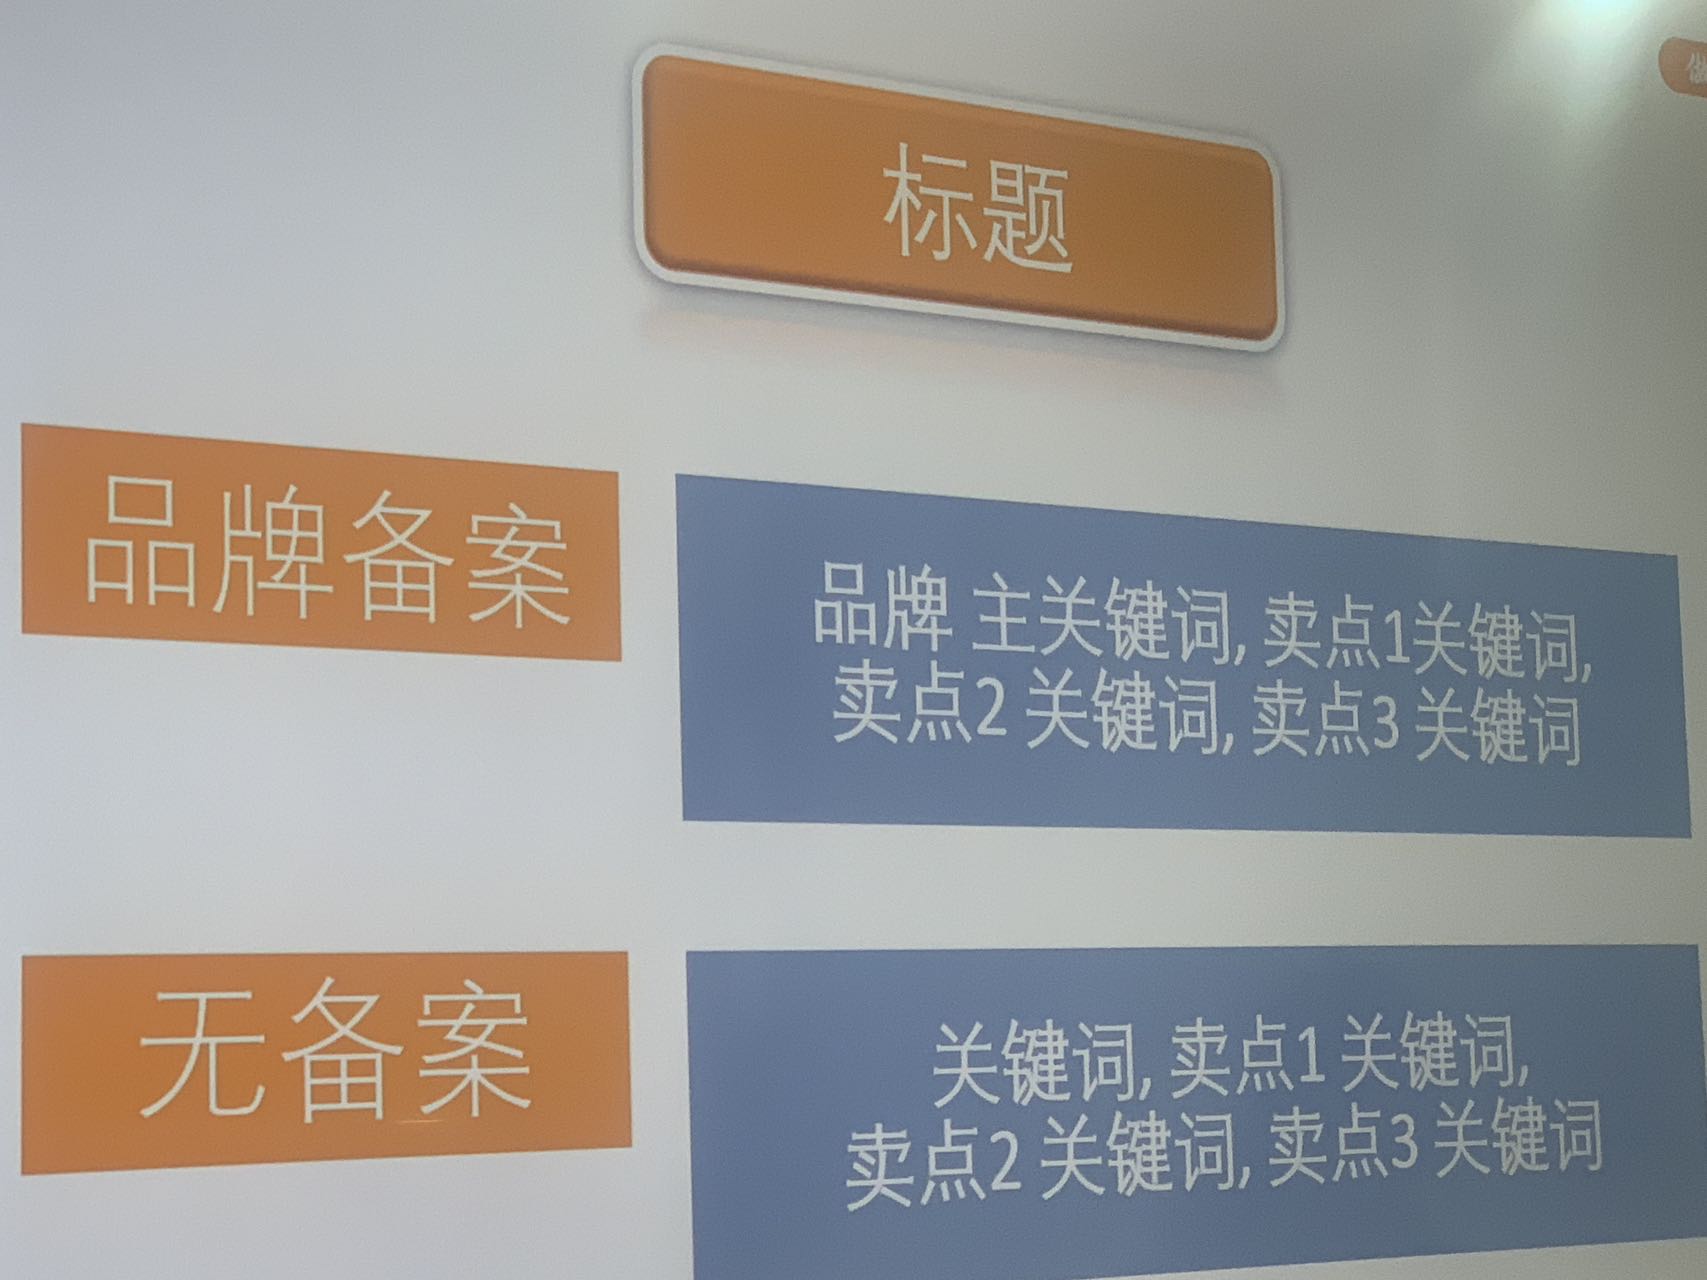 标题
品牌备案
品牌 主关键词, 卖点1关键词,
卖点2 关键词, 卖点3 关键词
无备案
关键词, 卖点1 关键词,
卖点2 关键词, 卖点3 关键词